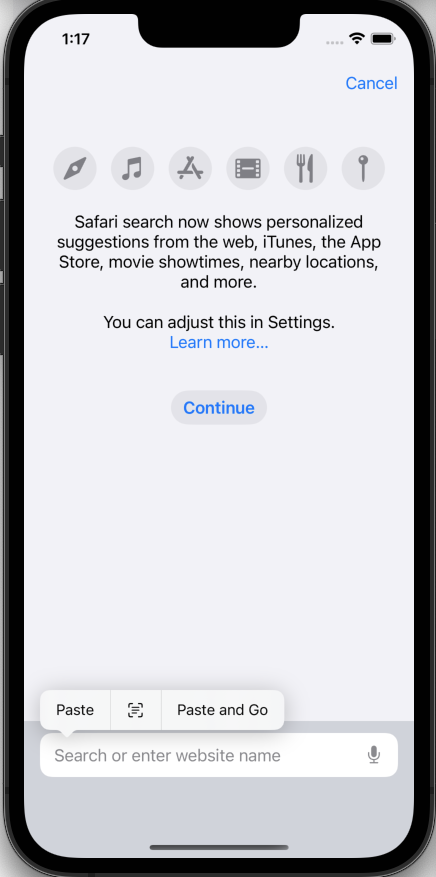 1:17
Cancel
Safari search now shows personalized
suggestions from the web, iTunes, the App
Store, movie showtimes, nearby locations,
and more.
You can adjust this in Settings.
Learn more...
Continue
Paste
Paste and Go
Search or enter website name